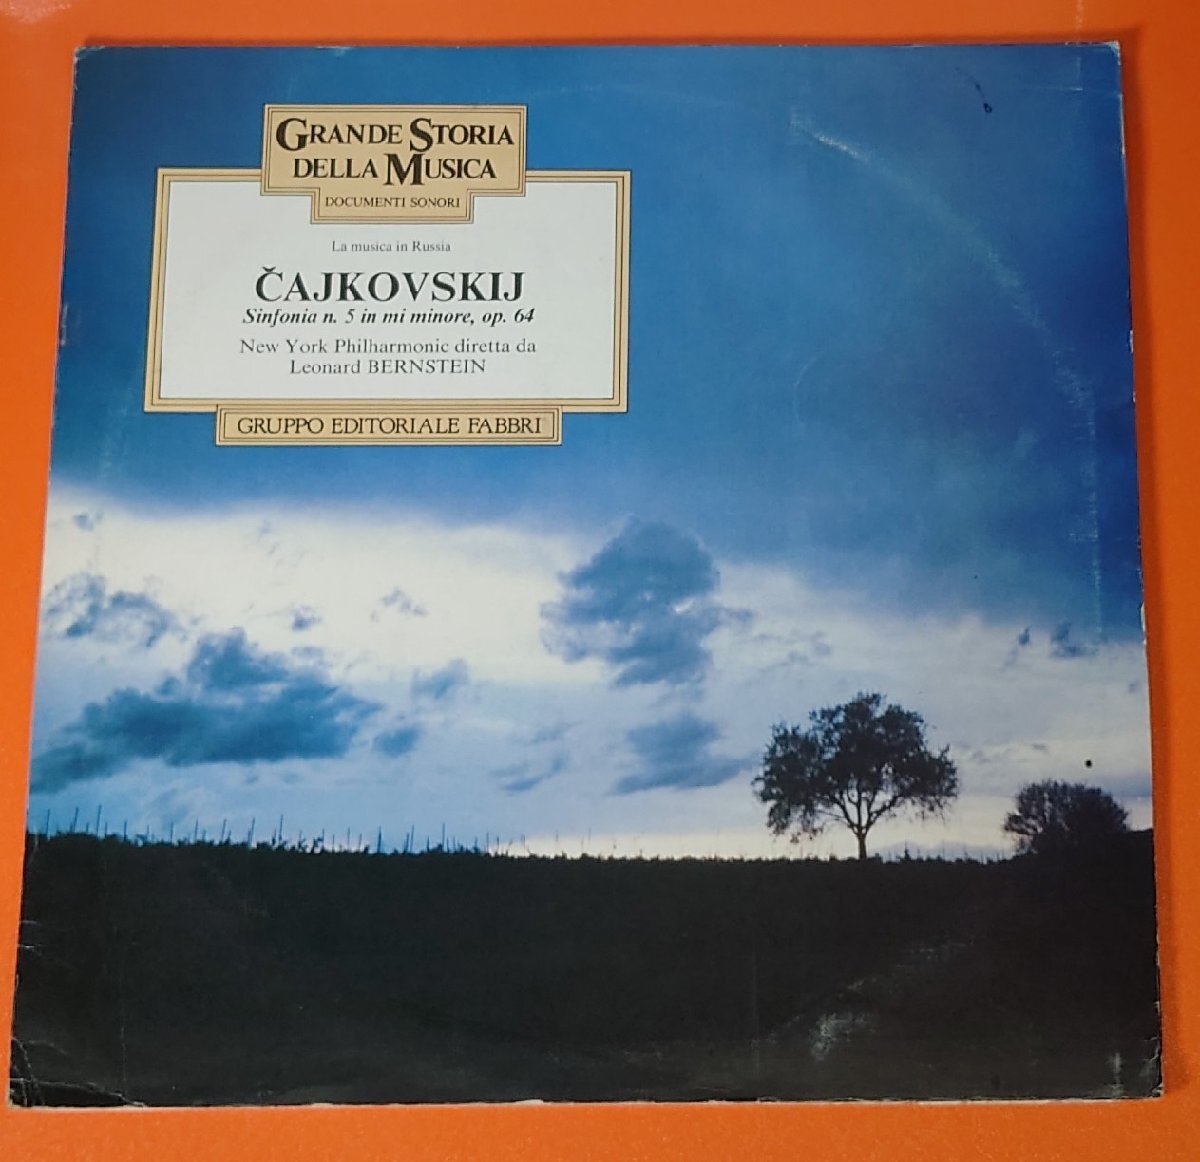 GRANDE STORIA
DELLA MUSICA
DOCUMENTI SONORI
La musica in Russia
ČAJKOVSKIJ
Sinfonia n. 5 in mi minore, op. 64
New York Philharmonic diretta da
Leonard BERNSTEIN
GRUPPO EDITORIALE FABBRI